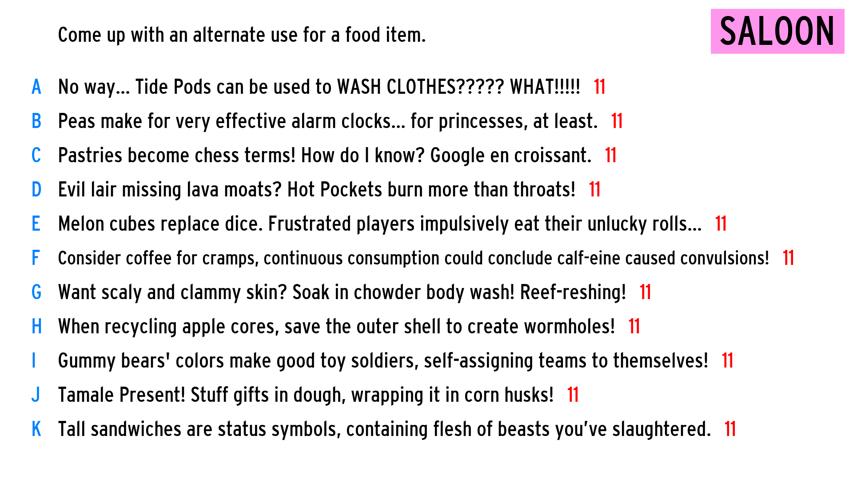 Come up with an alternate use for a food item.
SALOON
A No way... Tide Pods can be used to WASH CLOTHES????? WHAT!!!!! 11
B Peas make for very effective alarm clocks... for princesses, at least. 11
C Pastries become chess terms! How do I know? Google en croissant. 11
D Evil lair missing lava moats? Hot Pockets burn more than throats! 11
E Melon cubes replace dice. Frustrated players impulsively eat their unlucky rolls... 11
F Consider coffee for cramps, continuous consumption could conclude calf-eine caused convulsions! 11
G Want scaly and clammy skin? Soak in chowder body wash! Reef-reshing! 11
H When recycling apple cores, save the outer shell to create wormholes! 11
I Gummy bears' colors make good toy soldiers, self-assigning teams to themselves! 11
J Tamale Present! Stuff gifts in dough, wrapping it in corn husks! 11
K Tall sandwiches are status symbols, containing flesh of beasts you've slaughtered. 11